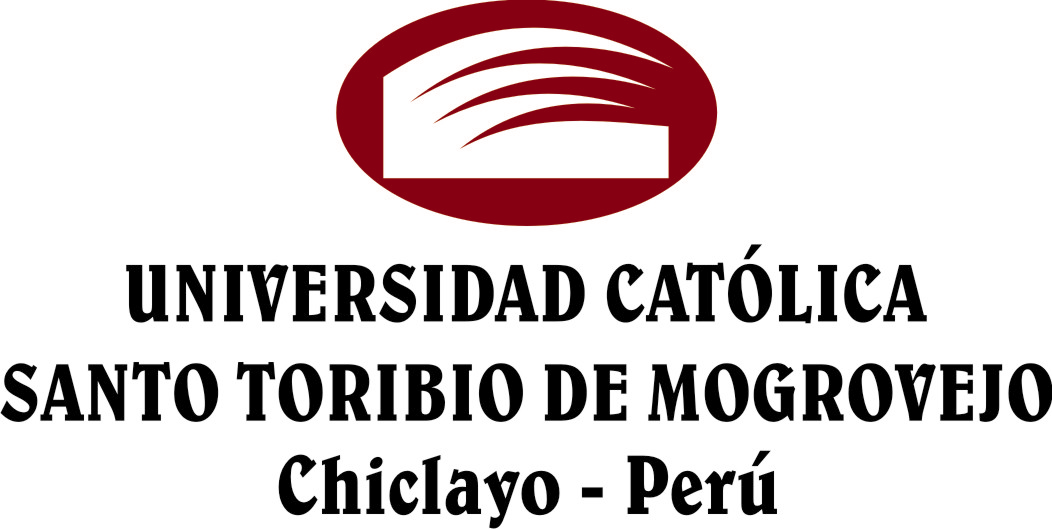 UNIVERSIDAD CATÓLICA
SANTO TORIBIO DE MOGROVEJO
Chiclayo - Perú